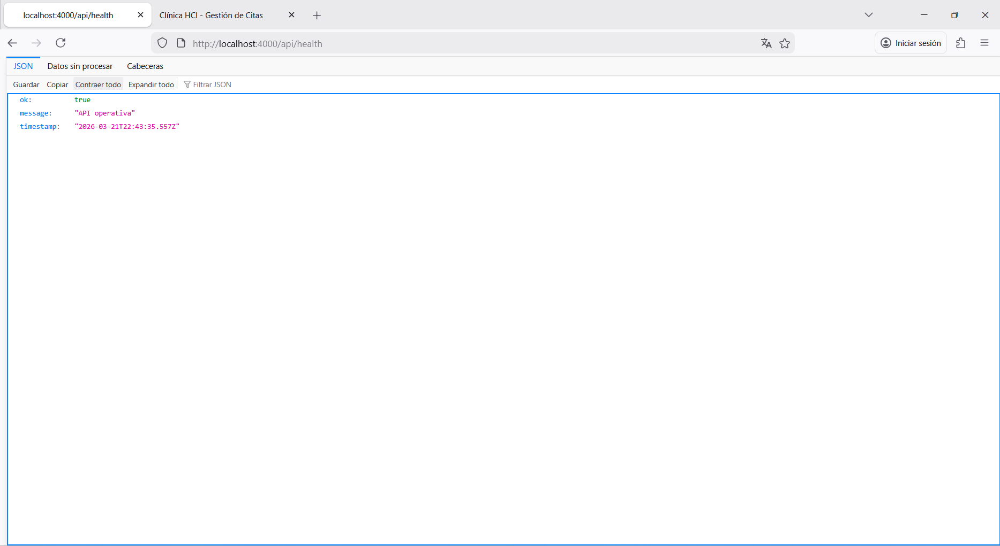 localhost:4000/api/health
Clínica HCI - Gestión de Citas
http://localhost:4000/api/health
Iniciar sesión
JSON Datos sin procesar Cabeceras
Guardar Copiar Contraer todo Expandir todo Filtrar JSON
ok: true
message: "API operativa"
timestamp: "2026-03-21T22:43:35.557Z"